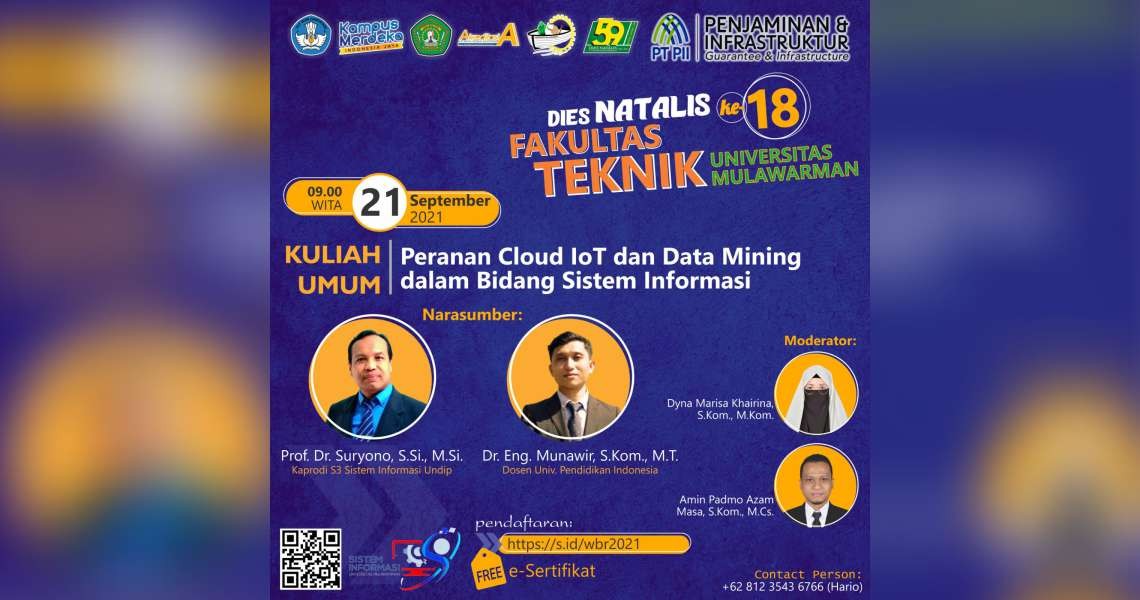 Kampus
Merdeka
INDONESIA JAYA
Akreditasi A
59
PT PII
PENJAMINAN &
INFRASTRUKTUR
Guarantee & Infrastructure
DIES NATALIS ke-18
FAKULTAS
TEKNIK
UNIVERSITAS
MULAWARMAN
09.00
WITA
21
September
2021
KULIAH
UMUM
Peranan Cloud IoT dan Data Mining
dalam Bidang Sistem Informasi
Narasumber:
Prof. Dr. Suryono, S.Si., M.Si.
Kaprodi S3 Sistem Informasi Undip
Dr. Eng. Munawir, S.Kom., M.T.
Dosen Univ. Pendidikan Indonesia
Moderator:
Dyna Marisa Khairina,
S.Kom., M.Kom.
Amin Padmo Azam
Masa, S.Kom., M.Cs.
SISTEM
INFORMASI
pendaftaran:
https://s.id/wbr2021
FREE
e-Sertifikat
Contact Person:
+62 812 3543 6766 (Hario)